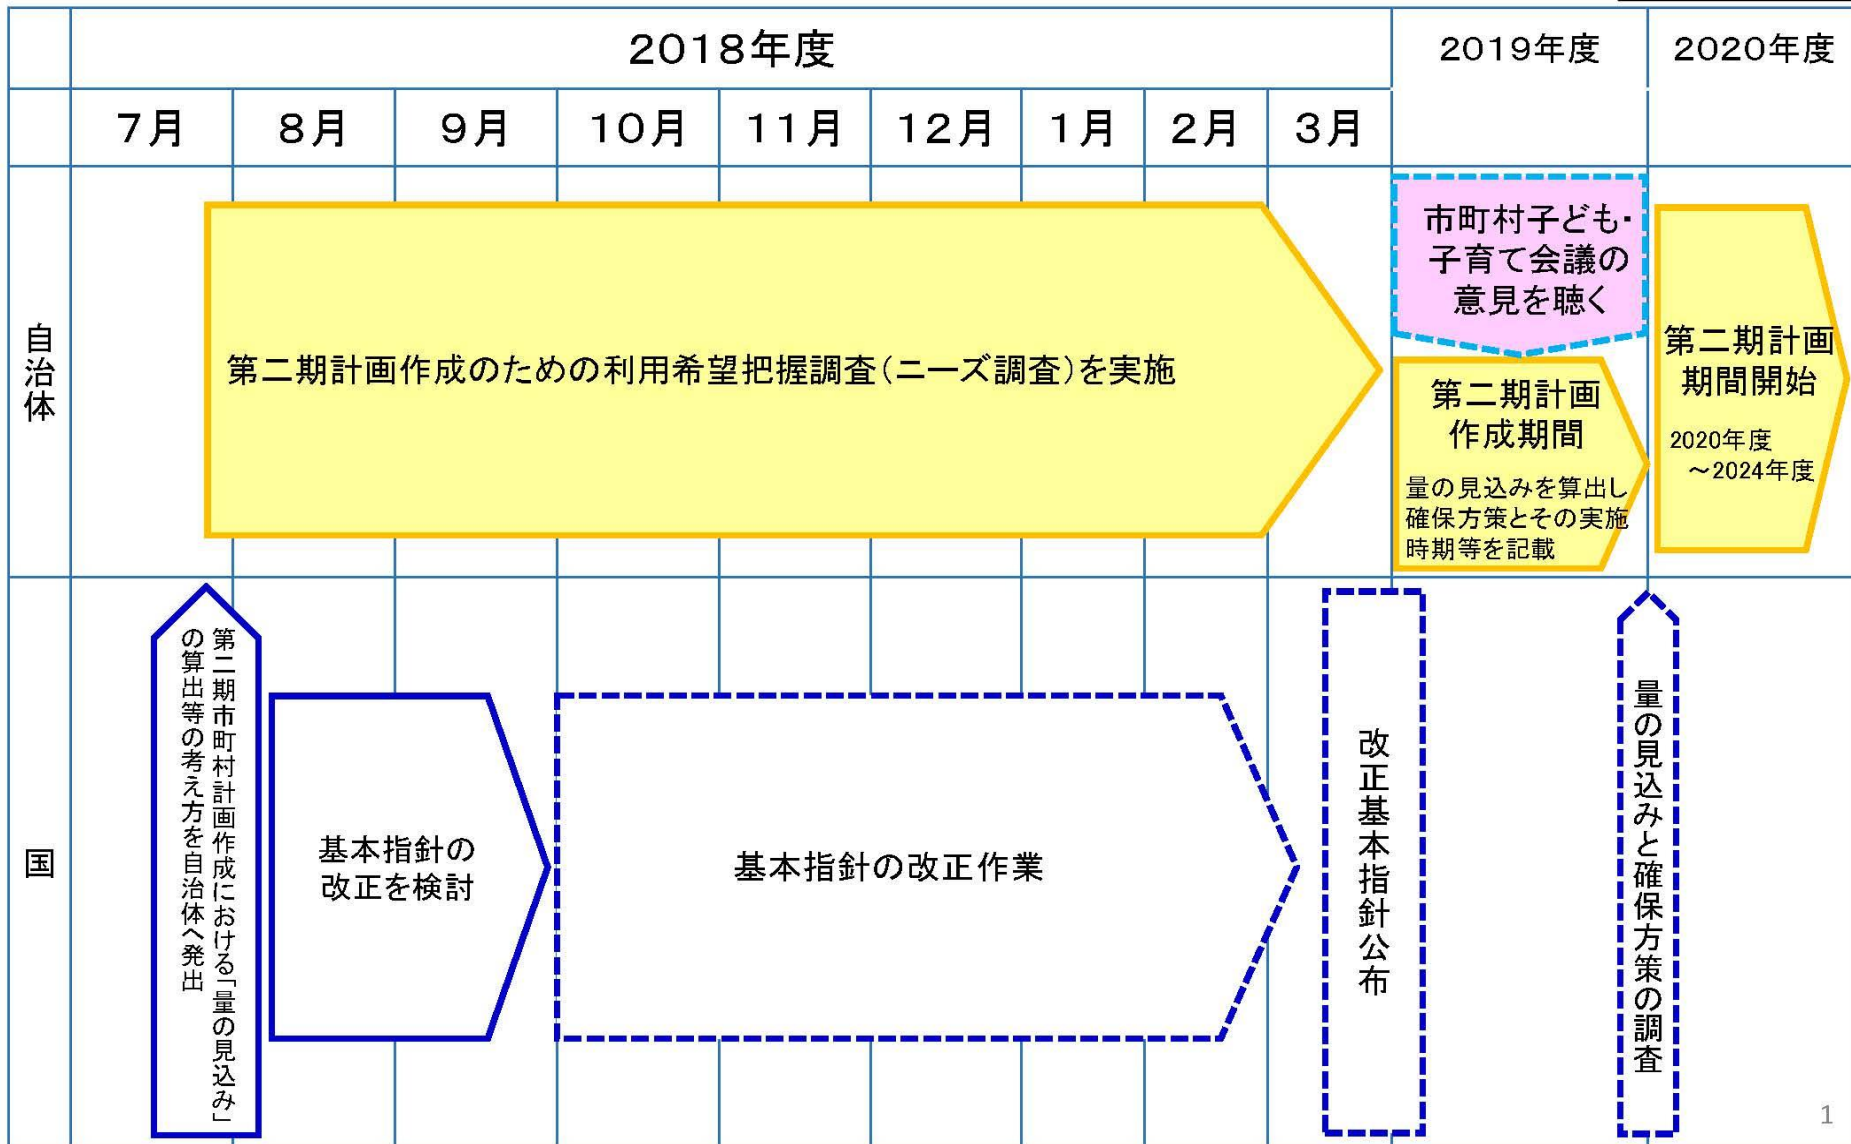 2018年度
2019年度
2020年度
7月
8月
9月
10月
11月
12月
1月
2月
3月
自治体
第二期計画作成のための利用希望把握調査(ニーズ調査)を実施
市町村子ども・
子育て会議の
意見を聴く
第二期計画
作成期間
量の見込みを算出し
確保方策とその実施
時期等を記載
第二期計画
期間開始
2020年度
～2024年度
国
第二期市町村計画作成における「量の見込み」
の算出等の考え方を自治体へ発出
基本指針の
改正を検討
基本指針の改正作業
改正基本指針公布
量の見込みと確保方策の調査
1